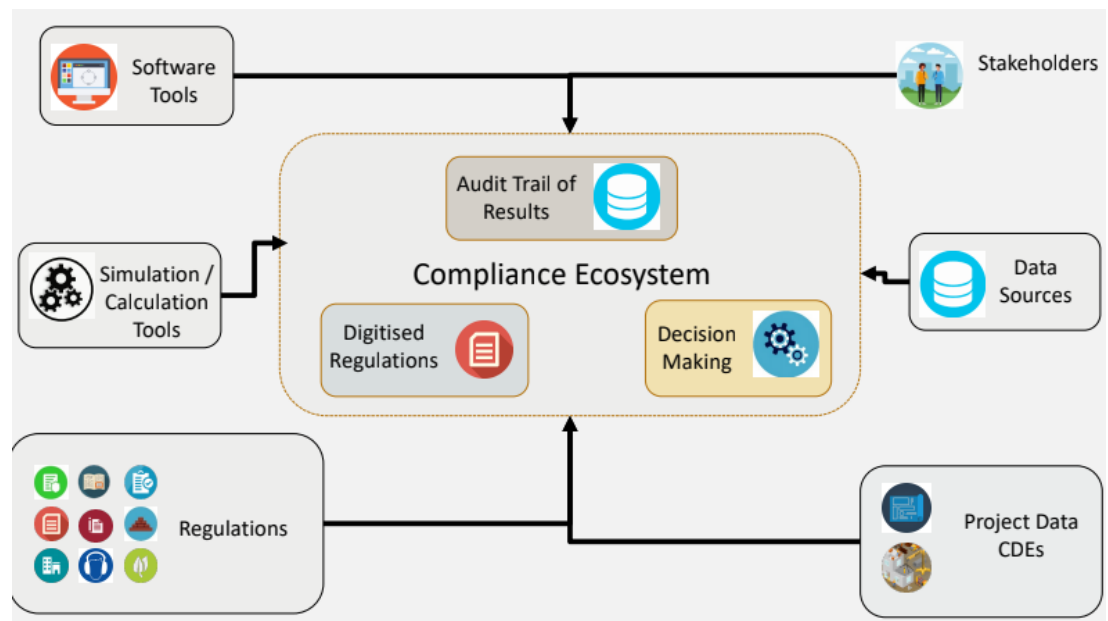 Software
Tools
Stakeholders
Audit Trail of
Results
Simulation /
Calculation
Tools
Compliance Ecosystem
Data
Sources
Digitised
Regulations
Decision
Making
Regulations
Project Data
CDEs